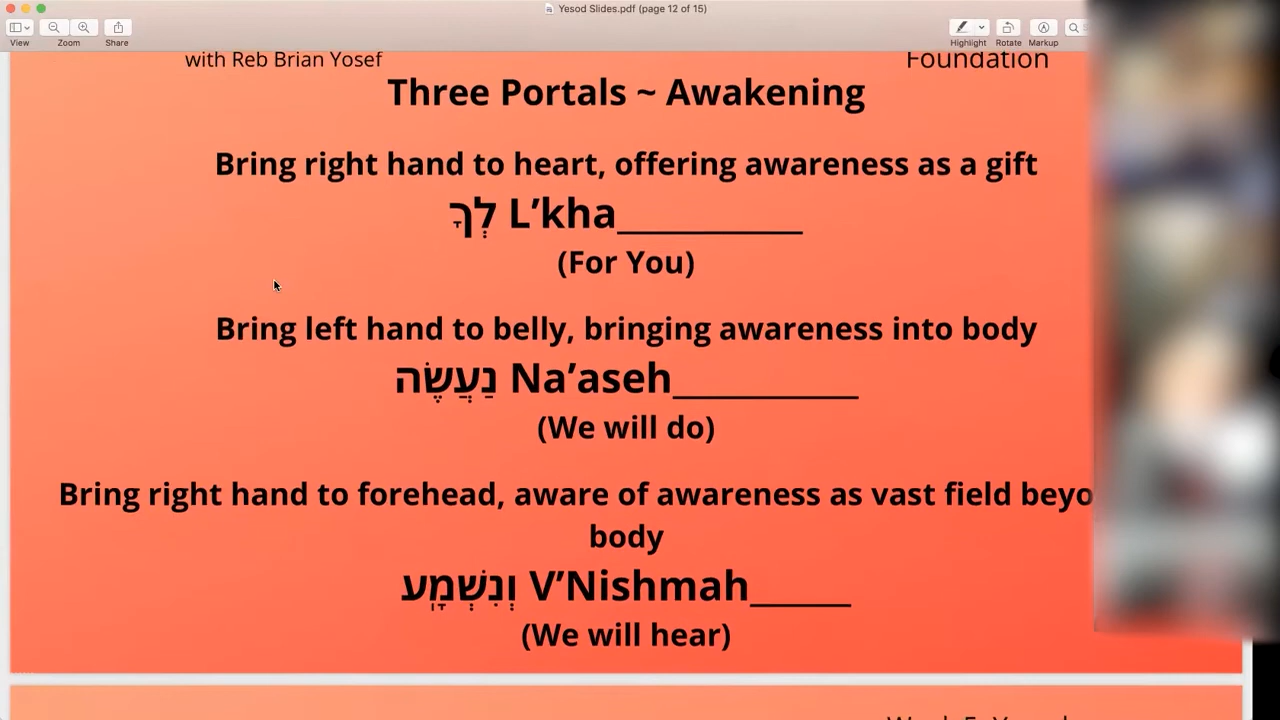 Yesod Slides.pdf (page 12 of 15)
View Zoom Share Highlight Rotate Markup
with Reb Brian Yosef Foundation
Three Portals ~ Awakening
Bring right hand to heart, offering awareness as a gift
לְךָ L’kha__________
(For You)
Bring left hand to belly, bringing awareness into body
נַעֲשֶׂה Na’aseh__________
(We will do)
Bring right hand to forehead, aware of awareness as vast field beyo
body
וְנִשְׁמָֽע V’Nishmah_____
(We will hear)